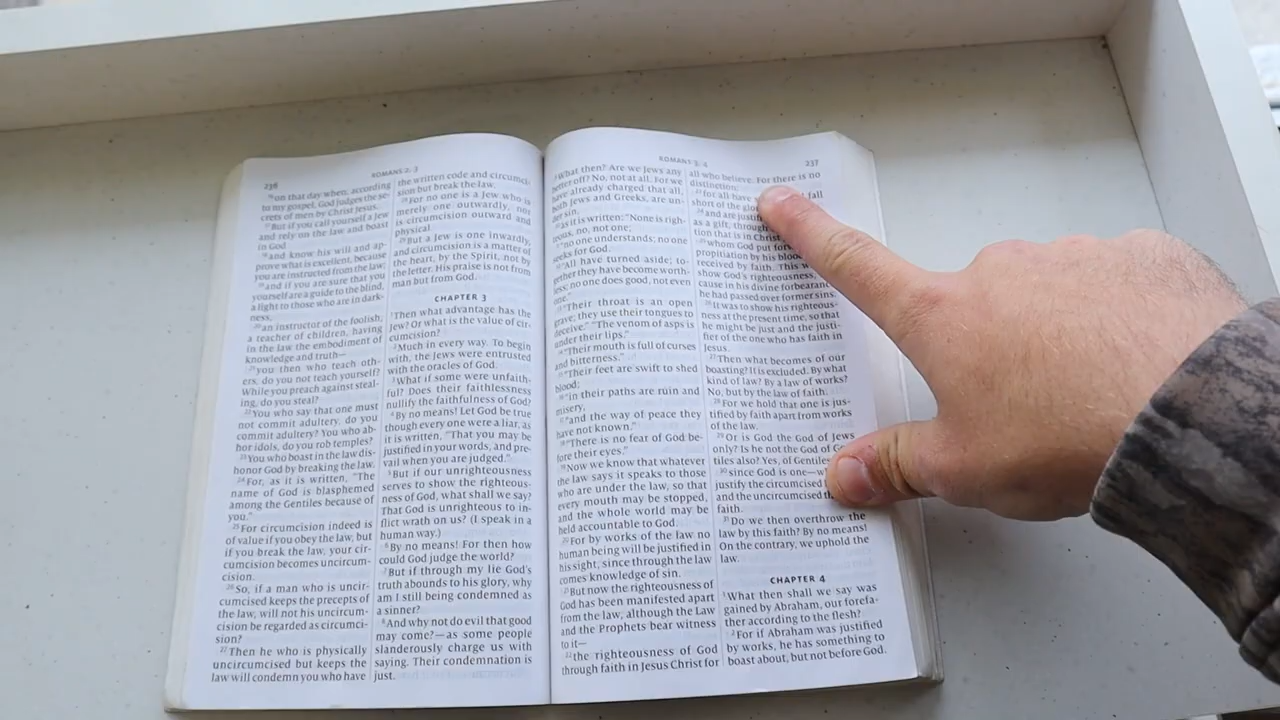 236
ROMANS 2, 3
16on that day when, according
to my gospel, God judges the se-
crets of men by Christ Jesus.
17But if you call yourself a Jew
and rely on the law and boast
in God
18and know his will and ap-
prove what is excellent, because
you are instructed from the law;
19and if you are sure that you
yourself are a guide to the blind,
a light to those who are in dark-
ness,
20an instructor of the foolish,
a teacher of children, having
in the law the embodiment of
knowledge and truth—
21you then who teach oth-
ers, do you not teach yourself?
While you preach against steal-
ing, do you steal?
22You who say that one must
not commit adultery, do you
commit adultery? You who ab-
hor idols, do you rob temples?
23You who boast in the law dis-
honor God by breaking the law.
24For, as it is written, "The
name of God is blasphemed
among the Gentiles because of
you."
25For circumcision indeed is
of value if you obey the law, but
if you break the law, your cir-
cumcision becomes uncircum-
cision.
26So, if a man who is uncir-
cumcised keeps the precepts of
the law, will not his uncircum-
cision be regarded as circumci-
sion?
27Then he who is physically
uncircumcised but keeps the
law will condemn you who have
the written code and circumci-
sion but break the law.
28For no one is a Jew who is
merely one outwardly, nor
is circumcision outward and
physical.
29But a Jew is one inwardly,
and circumcision is a matter of
the heart, by the Spirit, not by
the letter. His praise is not from
man but from God.
CHAPTER 3
1Then what advantage has the
Jew? Or what is the value of cir-
cumcision?
2Much in every way. To begin
with, the Jews were entrusted
with the oracles of God.
3What if some were unfaith-
ful? Does their faithlessness
nullify the faithfulness of God?
4By no means! Let God be true
though every one were a liar, as
it is written, "That you may be
justified in your words, and pre-
vail when you are judged."
5But if our unrighteousness
serves to show the righteous-
ness of God, what shall we say?
That God is unrighteous to in-
flict wrath on us? (I speak in a
human way.)
6By no means! For then how
could God judge the world?
7But if through my lie God's
truth abounds to his glory, why
am I still being condemned as
a sinner?
8And why not do evil that good
may come?—as some people
slanderously charge us with
saying. Their condemnation is
just.
ROMANS 3, 4
237
9What then? Are we Jews any
better off? No, not at all. For we
have already charged that all,
both Jews and Greeks, are un-
der sin,
10as it is written: "None is righ-
teous, no, not one;
11no one understands; no one
seeks for God.
12All have turned aside; to-
gether they have become worth-
less; no one does good, not even
one."
13"Their throat is an open
grave; they use their tongues to
deceive." "The venom of asps is
under their lips."
14"Their mouth is full of curses
and bitterness."
15"Their feet are swift to shed
blood;
16in their paths are ruin and
misery,
17and the way of peace they
have not known."
18"There is no fear of God be-
fore their eyes."
19Now we know that whatever
the law says it speaks to those
who are under the law, so that
every mouth may be stopped,
and the whole world may be
held accountable to God.
20For by works of the law no
human being will be justified in
his sight, since through the law
comes knowledge of sin.
21But now the righteousness of
God has been manifested apart
from the law, although the Law
and the Prophets bear witness
to it—
22the righteousness of God
through faith in Jesus Christ for
all who believe. For there is no
distinction:
23for all have fall
short of the
24and are
as a gift, through
tion that is in Christ
25whom God put
propitiation by his blood
received by faith. This
show God's righteousness,
cause in his divine forbearance
he had passed over former sins.
26It was to show his righteous-
ness at the present time, so that
he might be just and the justi-
fier of the one who has faith in
Jesus.
27Then what becomes of our
boasting? It is excluded. By what
kind of law? By a law of works?
No, but by the law of faith.
28For we hold that one is jus-
tified by faith apart from works
of the law.
29Or is God the God of Jews
only? Is he not the God of
tiles also? Yes, of Gentiles
30since God is one—
justify the circumcised
and the uncircumcised
faith.
31Do we then overthrow the
law by this faith? By no means!
On the contrary, we uphold the
law.
CHAPTER 4
1What then shall we say was
gained by Abraham, our forefa-
ther according to the flesh?
2For if Abraham was justified
by works, he has something to
boast about, but not before God.